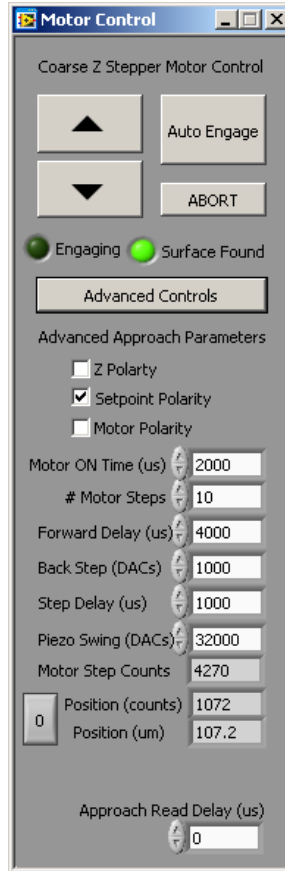 Motor Control
Coarse Z Stepper Motor Control
Auto Engage
ABORT
Engaging
Surface Found
Advanced Controls
Advanced Approach Parameters
Z Polarty
Setpoint Polarity
Motor Polarity
Motor ON Time (us) 2000
# Motor Steps 10
Forward Delay (us) 4000
Back Step (DACs) 1000
Step Delay (us) 1000
Piezo Swing (DACs) 32000
Motor Step Counts 4270
0
Position (counts) 1072
Position (um) 107.2
Approach Read Delay (us)
0